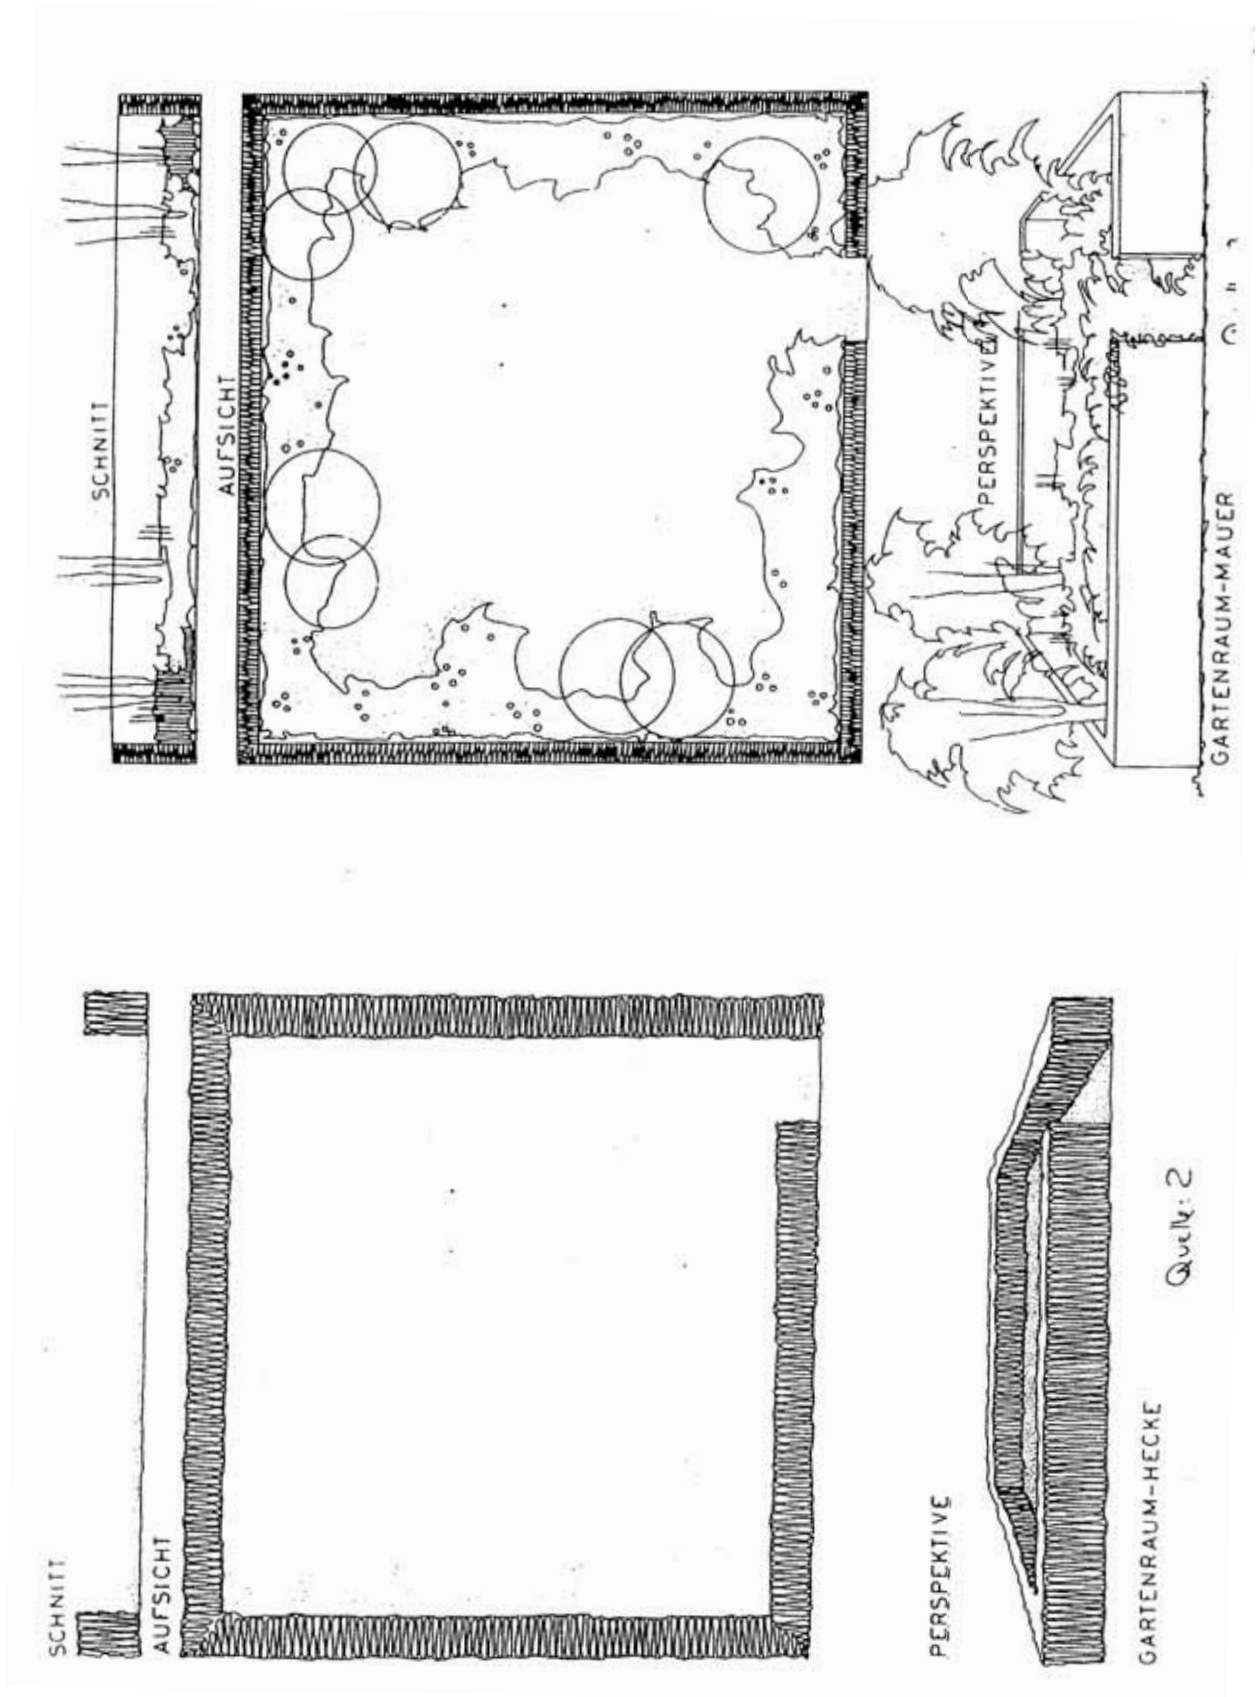 SCHNITT
AUFSICHT
PERSPEKTIVE
GARTENRAUM-HECKE
Quelle: 2
SCHNITT
AUFSICHT
PERSPEKTIVE
GARTENRAUM-MAUER